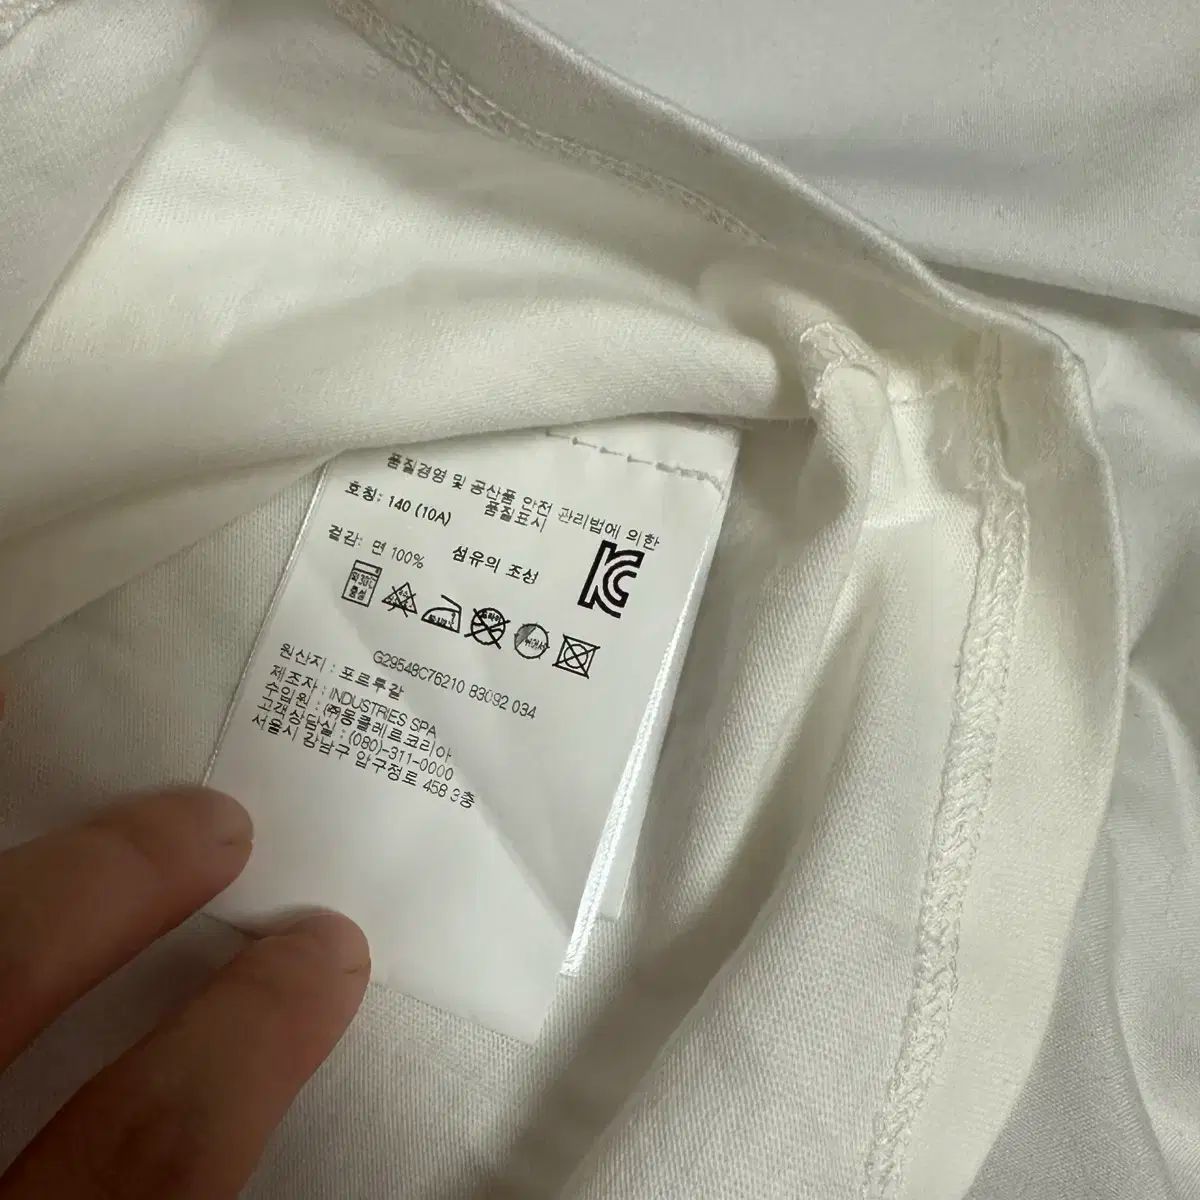 품질경영 및 공산품 안전 관리법에 의한
품질표시
호칭: 140 (10A)
섬유의 조성
겉감: 면 100%
G29548C76210 83092 034
원산지 : 포르투갈
제조자 : INDUSTRIES SPA
수입원 : (주)몽클레르코리아
고객상담실 : (080)-311-0000
서울시 강남구 압구정로 458 3층